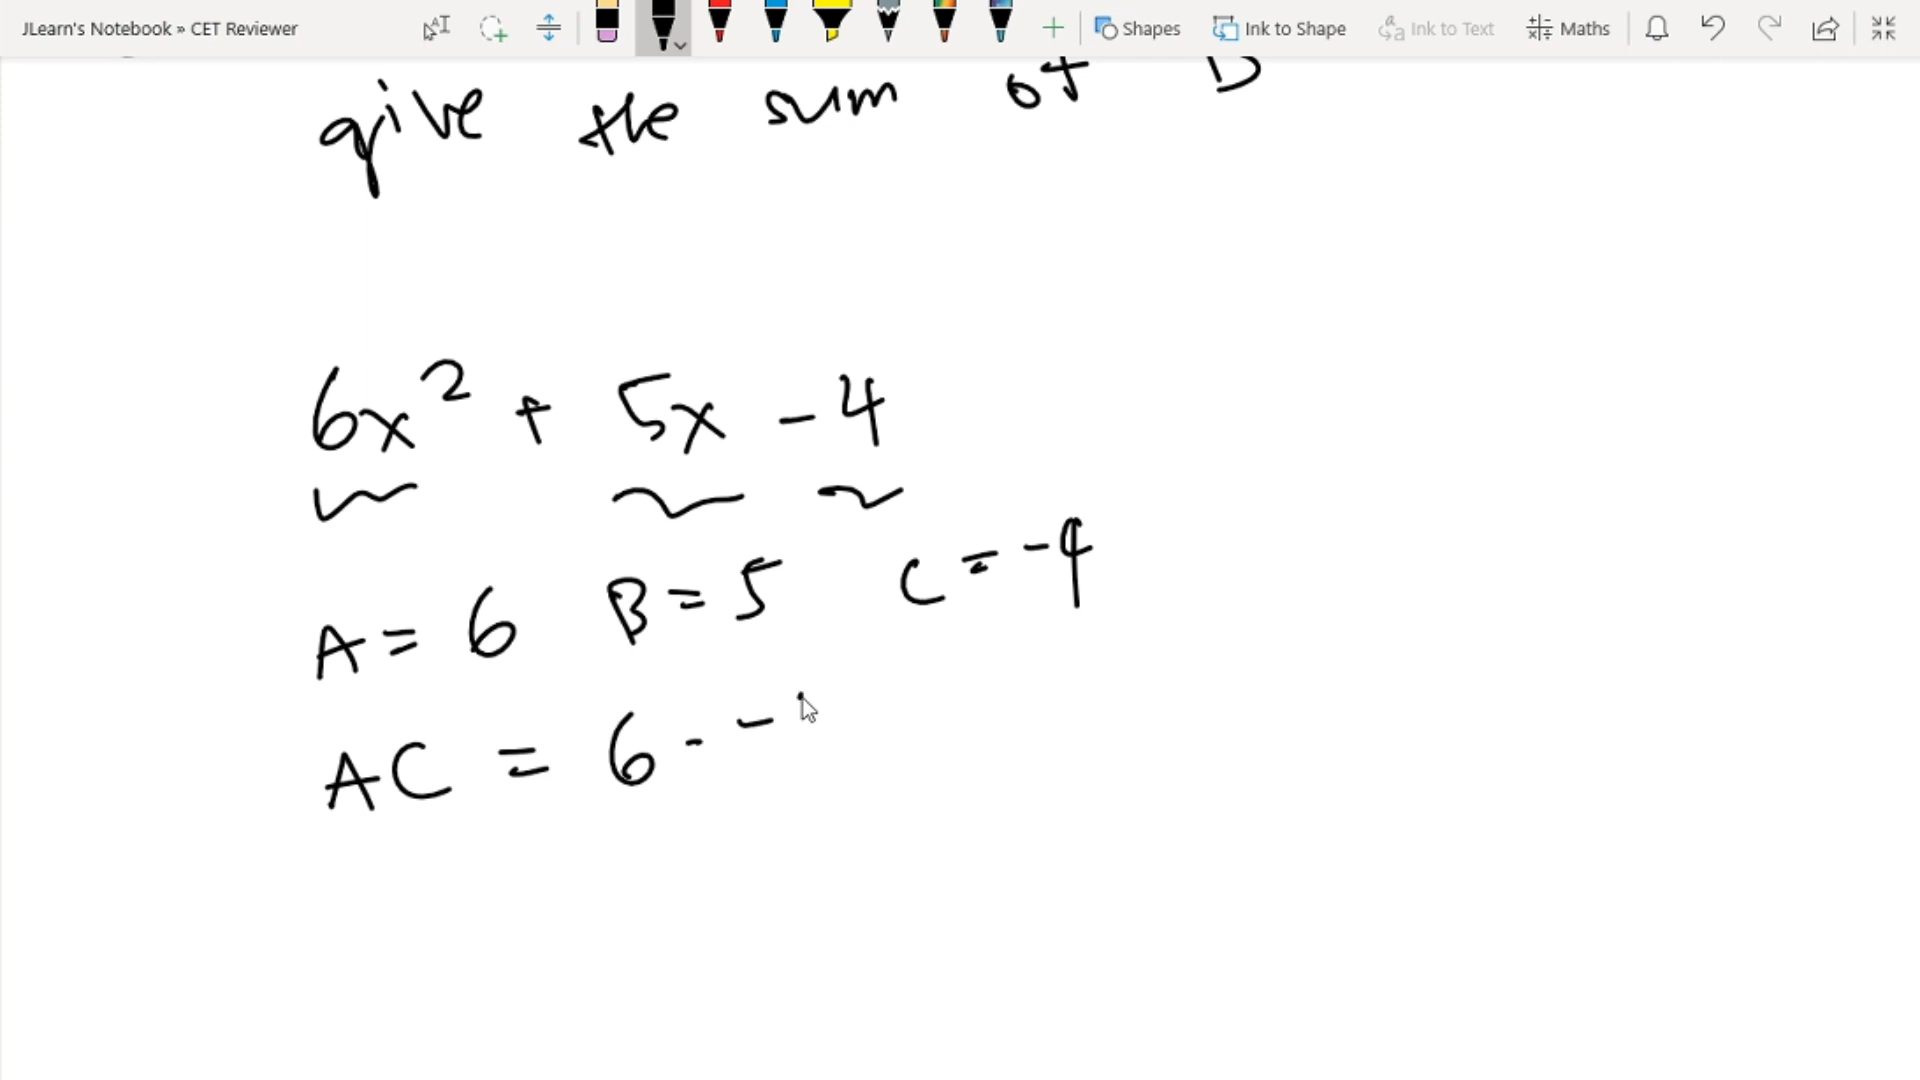 JLearn's Notebook » CET Reviewer Shapes Ink to Shape Ink to Text Maths
give the sum of B
6x² + 5x - 4
A = 6 B = 5 C = -4
AC = 6 · -